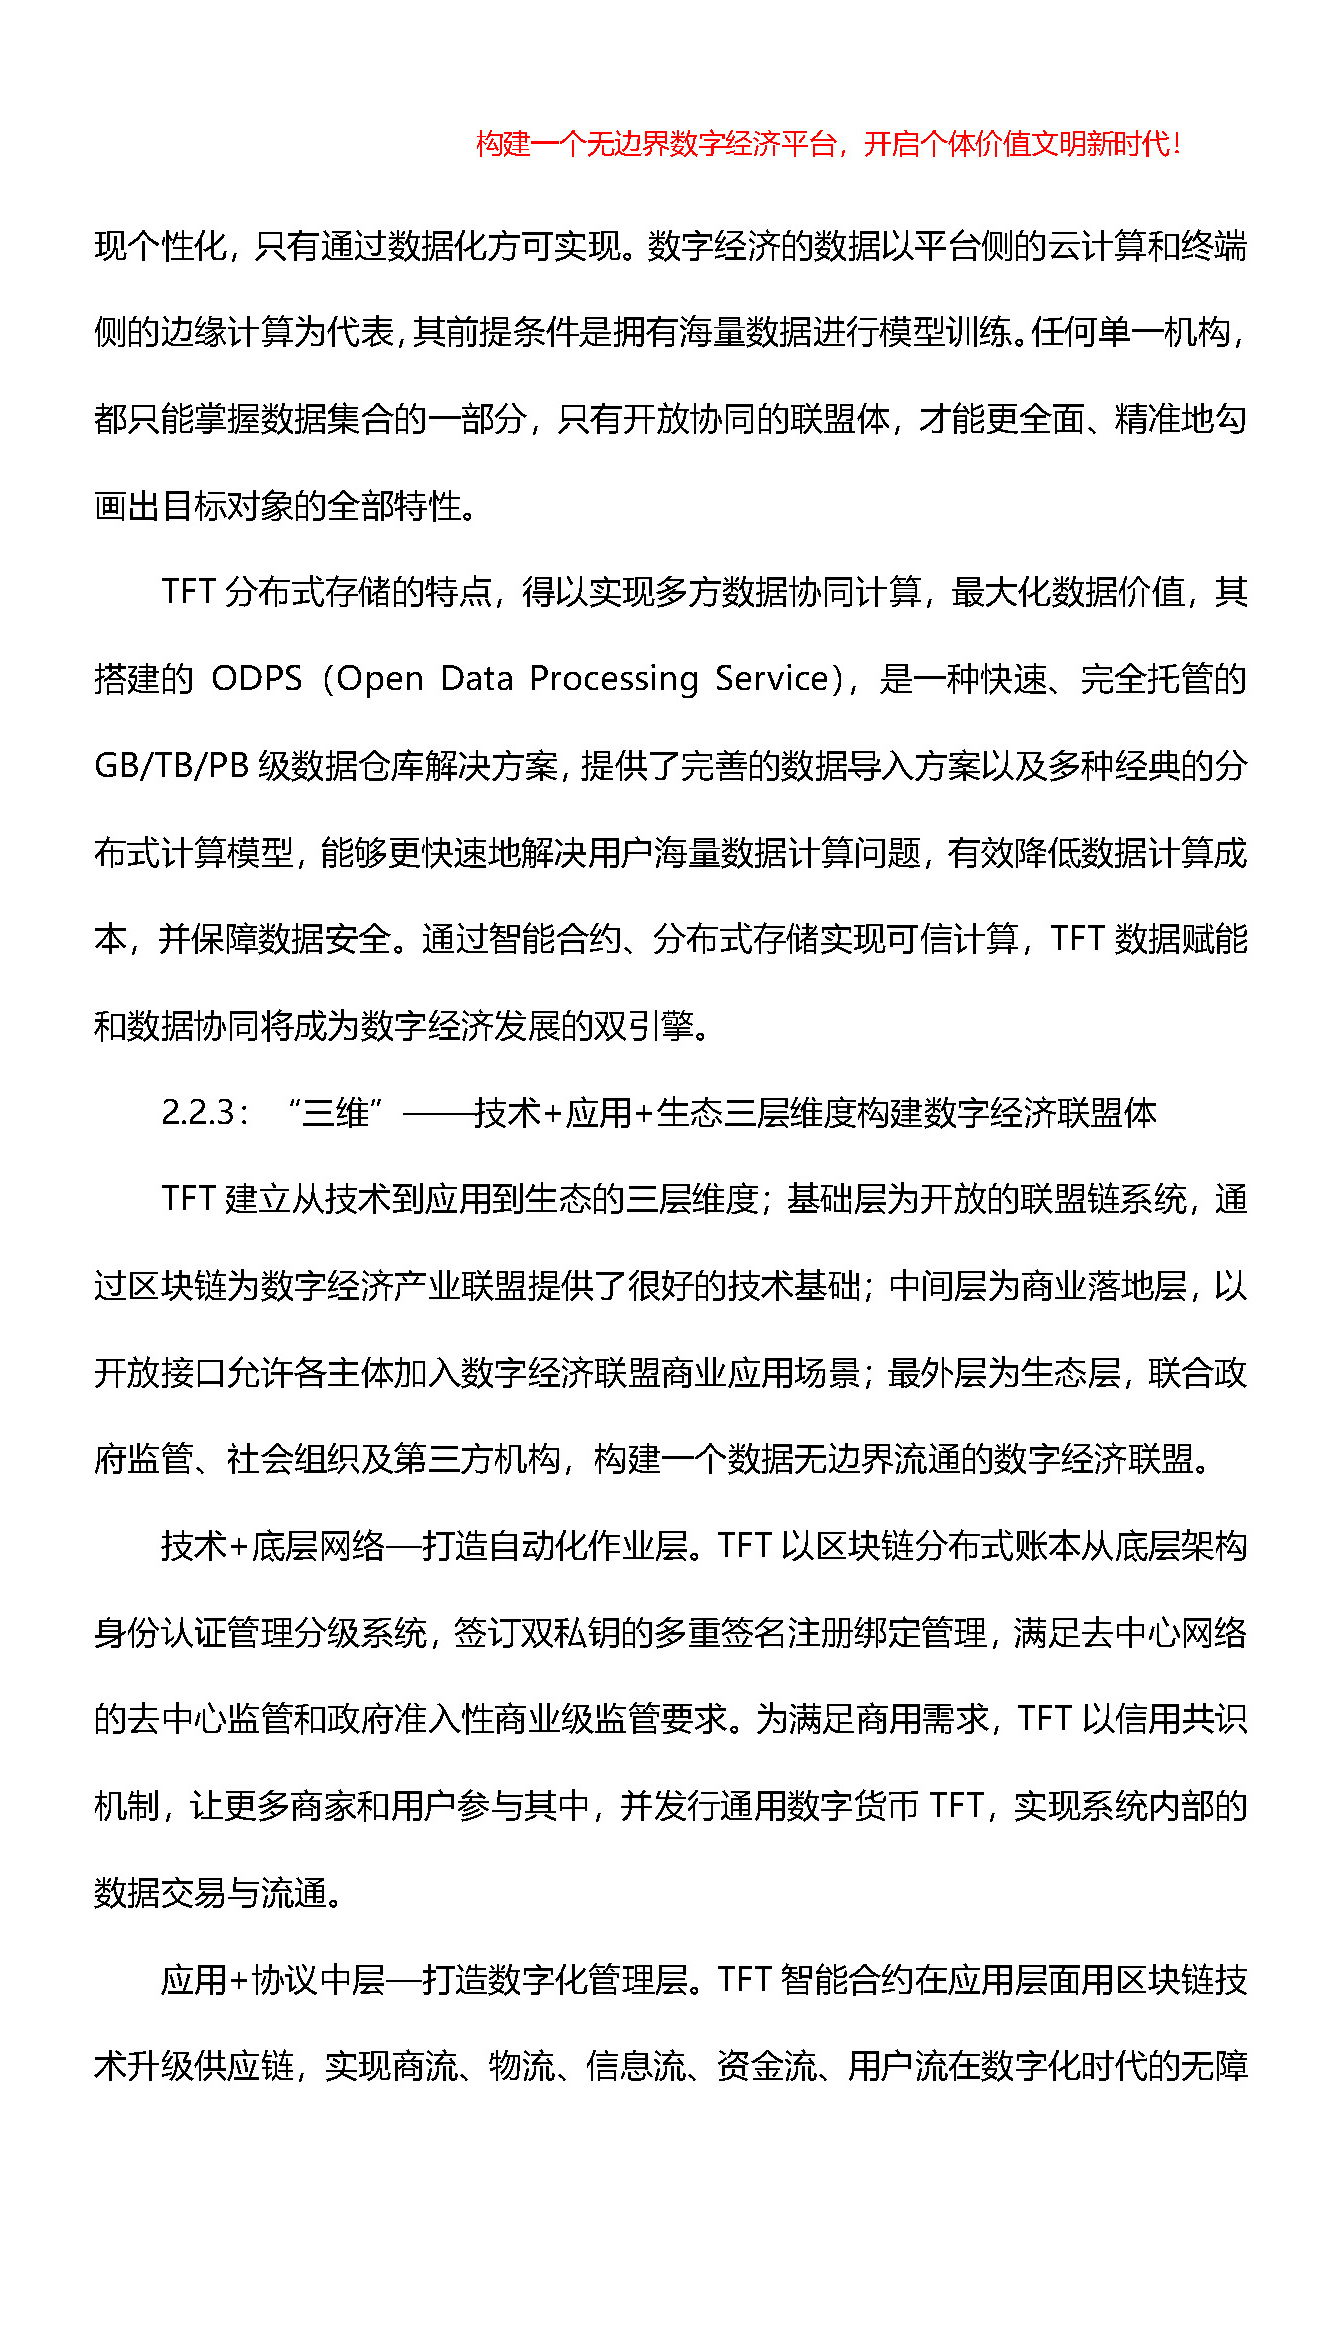 构建一个无边界数字经济平台，开启个体价值文明新时代！
现个性化，只有通过数据化方可实现。数字经济的数据以平台侧的云计算和终端
侧的边缘计算为代表，其前提条件是拥有海量数据进行模型训练。任何单一机构，
都只能掌握数据集合的一部分，只有开放协同的联盟体，才能更全面、精准地勾
画出目标对象的全部特性。
TFT 分布式存储的特点，得以实现多方数据协同计算，最大化数据价值，其
搭建的 ODPS（Open Data Processing Service），是一种快速、完全托管的
GB/TB/PB 级数据仓库解决方案，提供了完善的数据导入方案以及多种经典的分
布式计算模型，能够更快速地解决用户海量数据计算问题，有效降低数据计算成
本，并保障数据安全。通过智能合约、分布式存储实现可信计算，TFT 数据赋能
和数据协同将成为数字经济发展的双引擎。
2.2.3：“三维”——技术+应用+生态三层维度构建数字经济联盟体
TFT 建立从技术到应用到生态的三层维度；基础层为开放的联盟链系统，通
过区块链为数字经济产业联盟提供了很好的技术基础；中间层为商业落地层，以
开放接口允许各主体加入数字经济联盟商业应用场景；最外层为生态层，联合政
府监管、社会组织及第三方机构，构建一个数据无边界流通的数字经济联盟。
技术+底层网络—打造自动化作业层。TFT 以区块链分布式账本从底层架构
身份认证管理分级系统，签订双私钥的多重签名注册绑定管理，满足去中心网络
的去中心监管和政府准入性商业级监管要求。为满足商用需求，TFT 以信用共识
机制，让更多商家和用户参与其中，并发行通用数字货币 TFT，实现系统内部的
数据交易与流通。
应用+协议中层—打造数字化管理层。TFT 智能合约在应用层面用区块链技
术升级供应链，实现商流、物流、信息流、资金流、用户流在数字化时代的无障